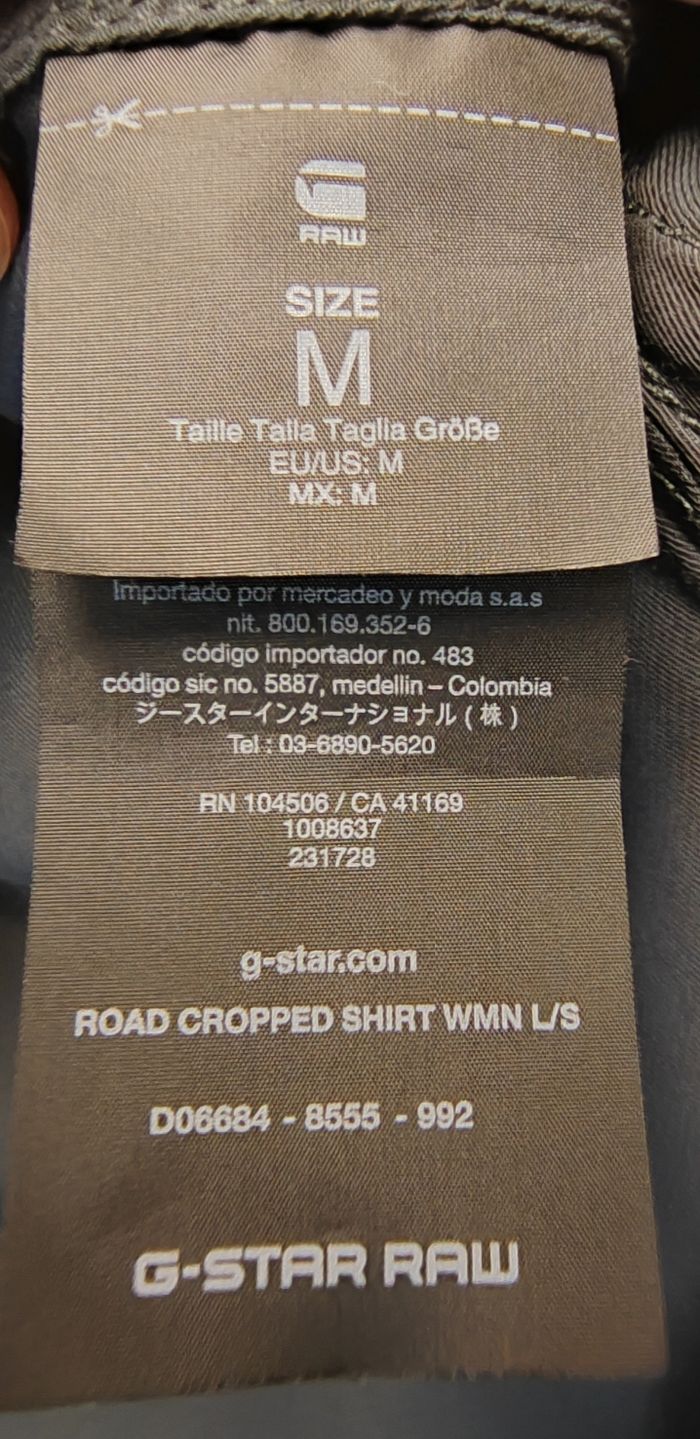 RAW
SIZE
M
Taille Talla Taglia Größe
EU/US: M
MX: M
Importado por mercadeo y moda s.a.s
nit. 800.169.352-6
código importador no. 483
código sic no. 5887, medellin – Colombia
ジースターインターナショナル ( 株 )
Tel : 03-6890-5620
RN 104506 / CA 41169
1008637
231728
g-star.com
ROAD CROPPED SHIRT WMN L/S
D06684 - 8555 - 992
G-STAR RAW